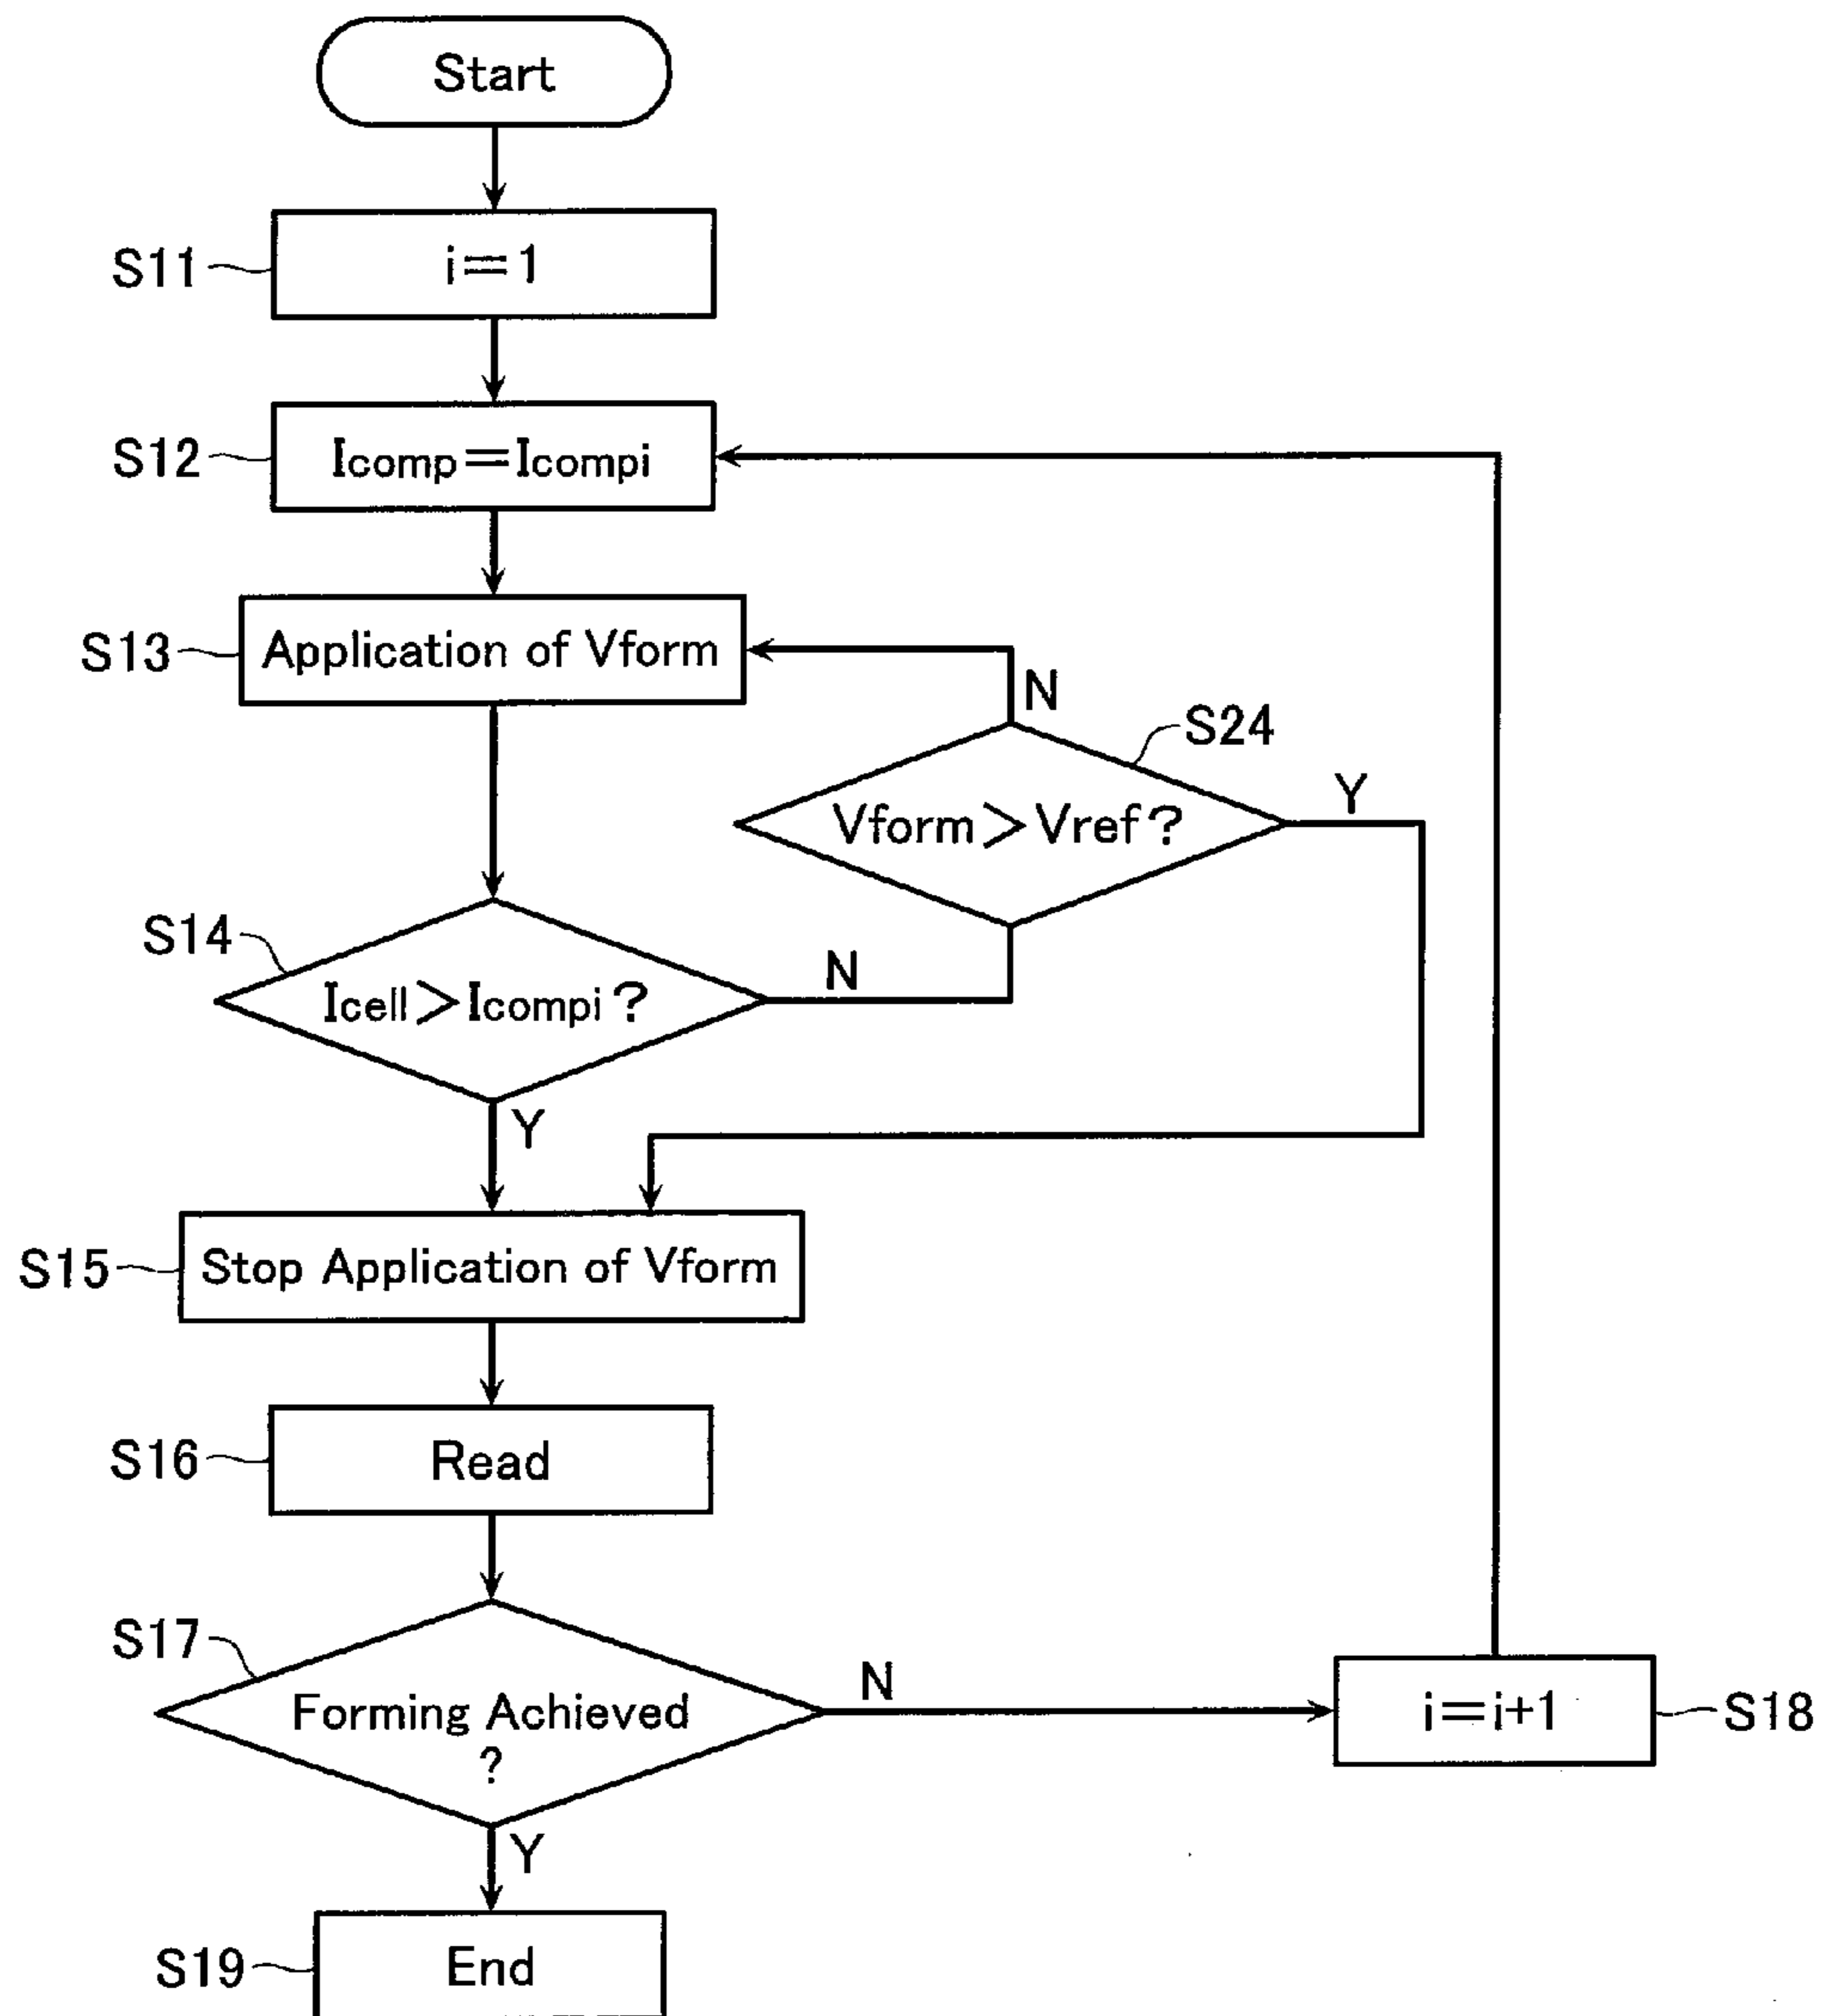 Start
S11
i=1
S12
Icomp=Icompi
S13
Application of Vform
N
S24
Vform>Vref?
Y
S14
Icell>Icompi?
N
Y
S15
Stop Application of Vform
S16
Read
S17
Forming Achieved
?
N
i=i+1
S18
Y
S19
End